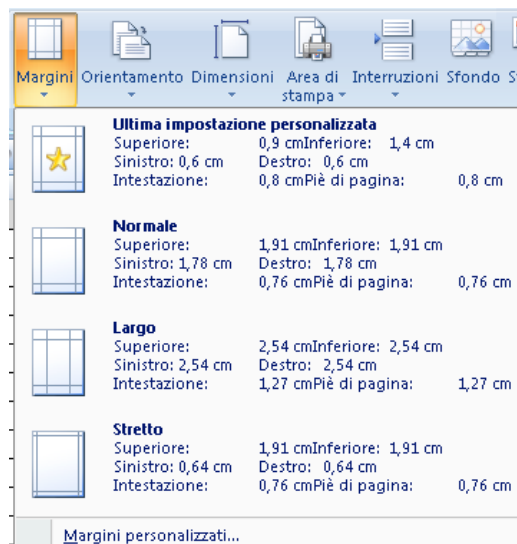 Margini Orientamento Dimensioni Area di stampa Interruzioni Sfondo
Ultima impostazione personalizzata
Superiore: 0,9 cmInferiore: 1,4 cm
Sinistro: 0,6 cm Destro: 0,6 cm
Intestazione: 0,8 cmPiè di pagina: 0,8 cm
Normale
Superiore: 1,91 cmInferiore: 1,91 cm
Sinistro: 1,78 cm Destro: 1,78 cm
Intestazione: 0,76 cmPiè di pagina: 0,76 cm
Largo
Superiore: 2,54 cmInferiore: 2,54 cm
Sinistro: 2,54 cm Destro: 2,54 cm
Intestazione: 1,27 cmPiè di pagina: 1,27 cm
Stretto
Superiore: 1,91 cmInferiore: 1,91 cm
Sinistro: 0,64 cm Destro: 0,64 cm
Intestazione: 0,76 cmPiè di pagina: 0,76 cm
Margini personalizzati...